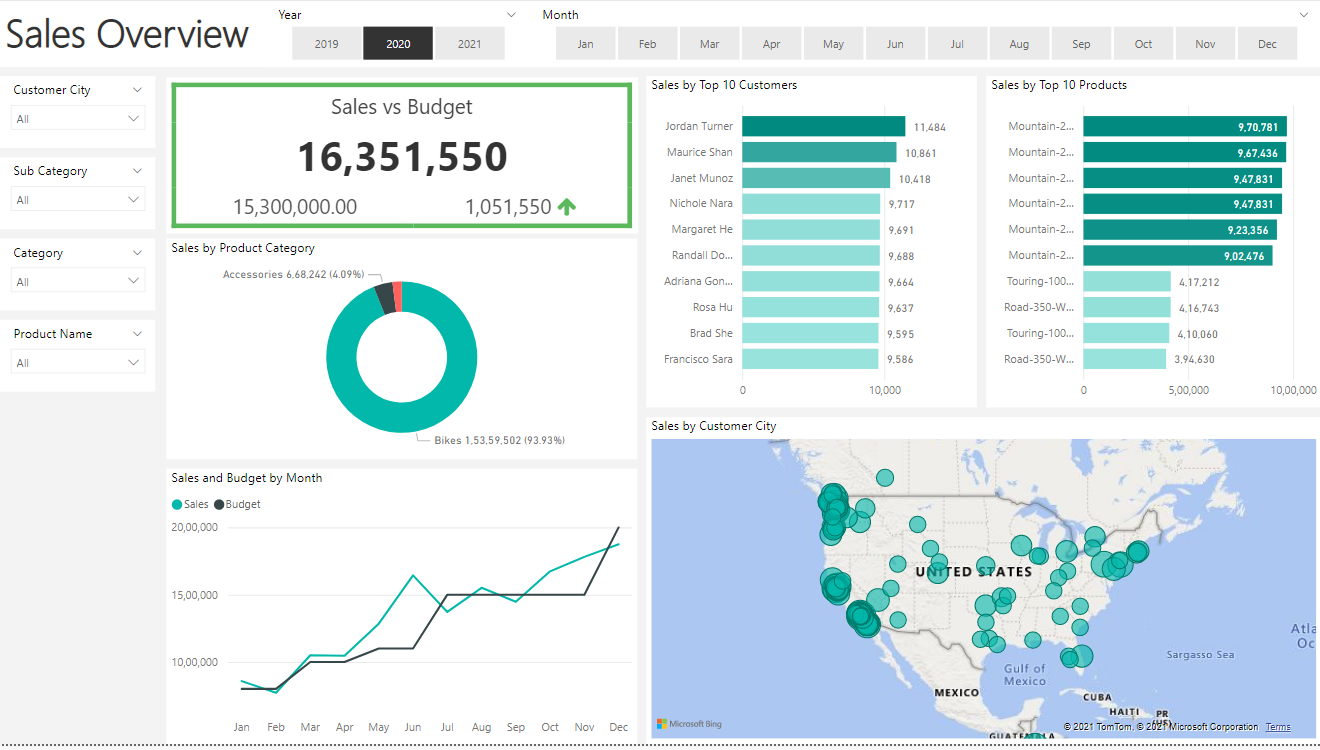 Sales Overview
Year
2019 2020 2021
Month
Jan Feb Mar Apr May Jun Jul Aug Sep Oct Nov Dec
Customer City
All
Sub Category
All
Category
All
Product Name
All
Sales vs Budget
16,351,550
15,300,000.00 1,051,550
Sales by Product Category
Accessories 6,68,242 (4.09%)
Bikes 1,53,59,502 (93.93%)
Sales and Budget by Month
Sales Budget
20,00,000
15,00,000
10,00,000
Jan Feb Mar Apr May Jun Jul Aug Sep Oct Nov Dec
Sales by Top 10 Customers
Jordan Turner 11,484
Maurice Shan 10,861
Janet Munoz 10,418
Nichole Nara 9,717
Margaret He 9,691
Randall Do... 9,688
Adriana Gon... 9,664
Rosa Hu 9,637
Brad She 9,595
Francisco Sara 9,586
0 10,000
Sales by Top 10 Products
Mountain-2... 9,70,781
Mountain-2... 9,67,436
Mountain-2... 9,47,831
Mountain-2... 9,47,831
Mountain-2... 9,23,356
Mountain-2... 9,02,476
Touring-100... 4,17,212
Road-350-W... 4,16,743
Touring-100... 4,10,060
Road-350-W... 3,94,630
0 5,00,000 10,00,000
Sales by Customer City
UNITED STATES
Atla
Oc
Sargasso Sea
Gulf of
Mexico
MEXICO
CUBA
HAITI PR
(US)
GUATEMALA
Microsoft Bing
© 2021 TomTom, © 2021 Microsoft Corporation Terms